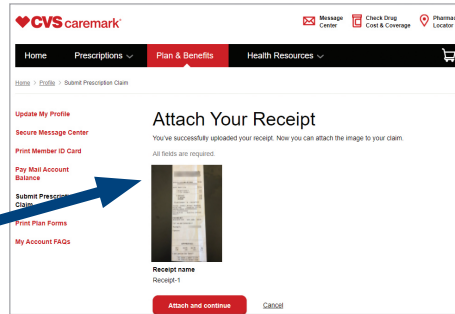 CVS caremark
Message Center
Check Drug Cost & Coverage
Pharmacy Locator
Home
Prescriptions
Plan & Benefits
Health Resources
Home > Profile > Submit Prescription Claim
Update My Profile
Secure Message Center
Print Member ID Card
Pay Mail Account
Balance
Submit Prescripti
Claim
Print Plan Forms
My Account FAQs
Attach Your Receipt
You've successfully uploaded your receipt. Now you can attach the image to your claim.
All fields are required.
Receipt name
Receipt-1
Attach and continue
Cancel